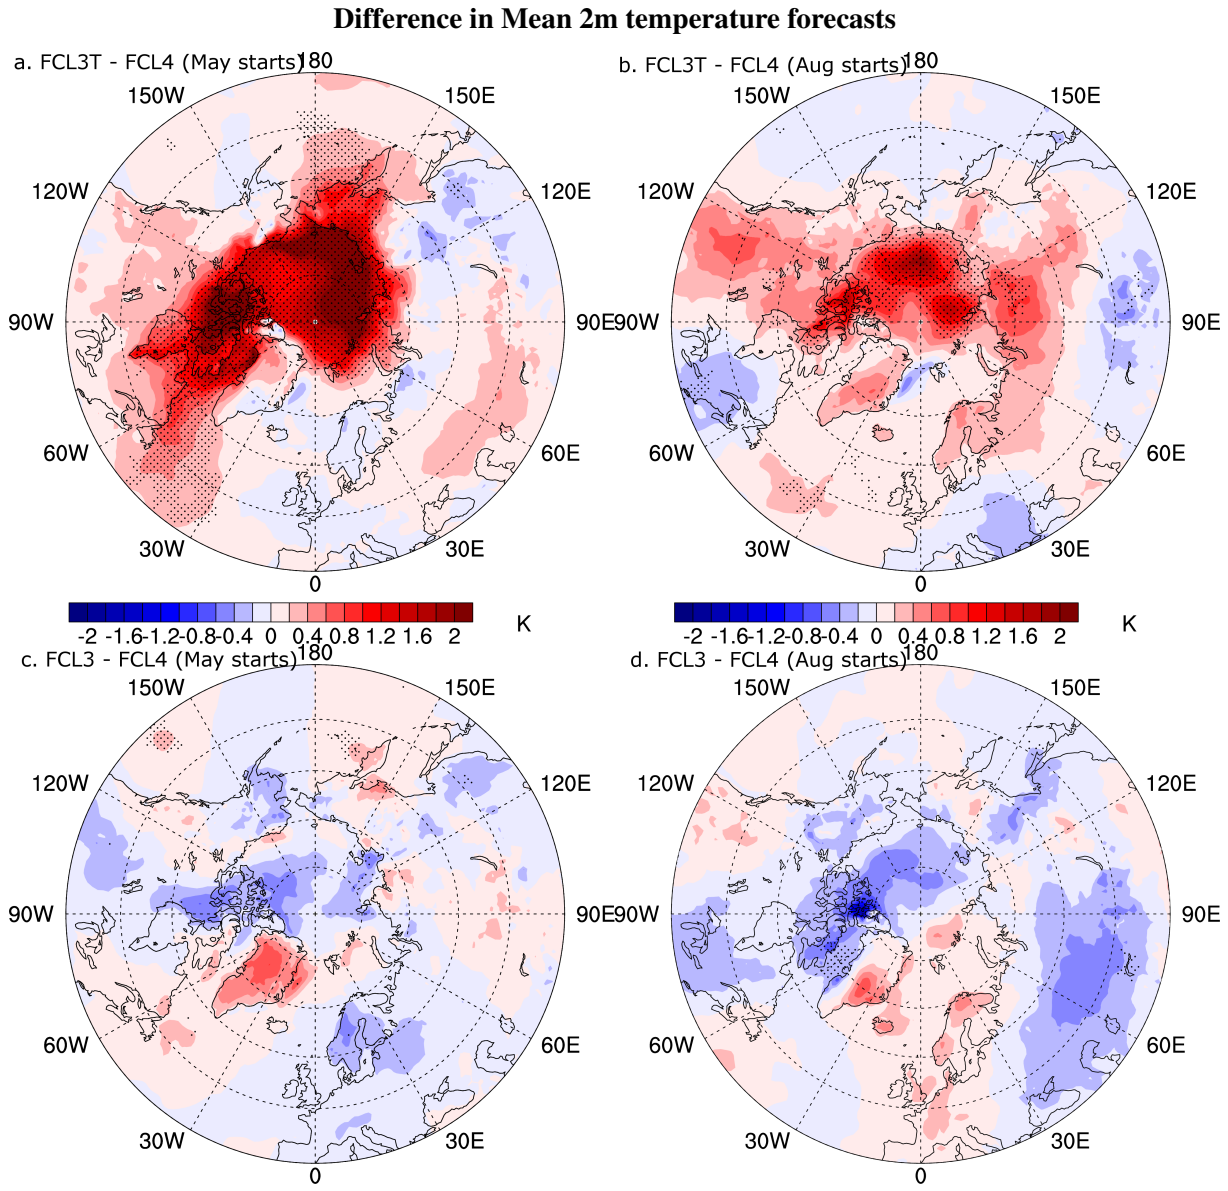 Difference in Mean 2m temperature forecasts
a. FCL3T - FCL4 (May starts)
180
150W
150E
120W
120E
90W
90E
60W
60E
30W
30E
0
b. FCL3T - FCL4 (Aug starts)
180
150W
150E
120W
120E
90W
90E
60W
60E
30W
30E
0
-2 -1.6 -1.2 -0.8 -0.4 0 0.4 0.8 1.2 1.6 2 K
-2 -1.6 -1.2 -0.8 -0.4 0 0.4 0.8 1.2 1.6 2 K
c. FCL3 - FCL4 (May starts)
180
150W
150E
120W
120E
90W
90E
60W
60E
30W
30E
0
d. FCL3 - FCL4 (Aug starts)
180
150W
150E
120W
120E
90W
90E
60W
60E
30W
30E
0